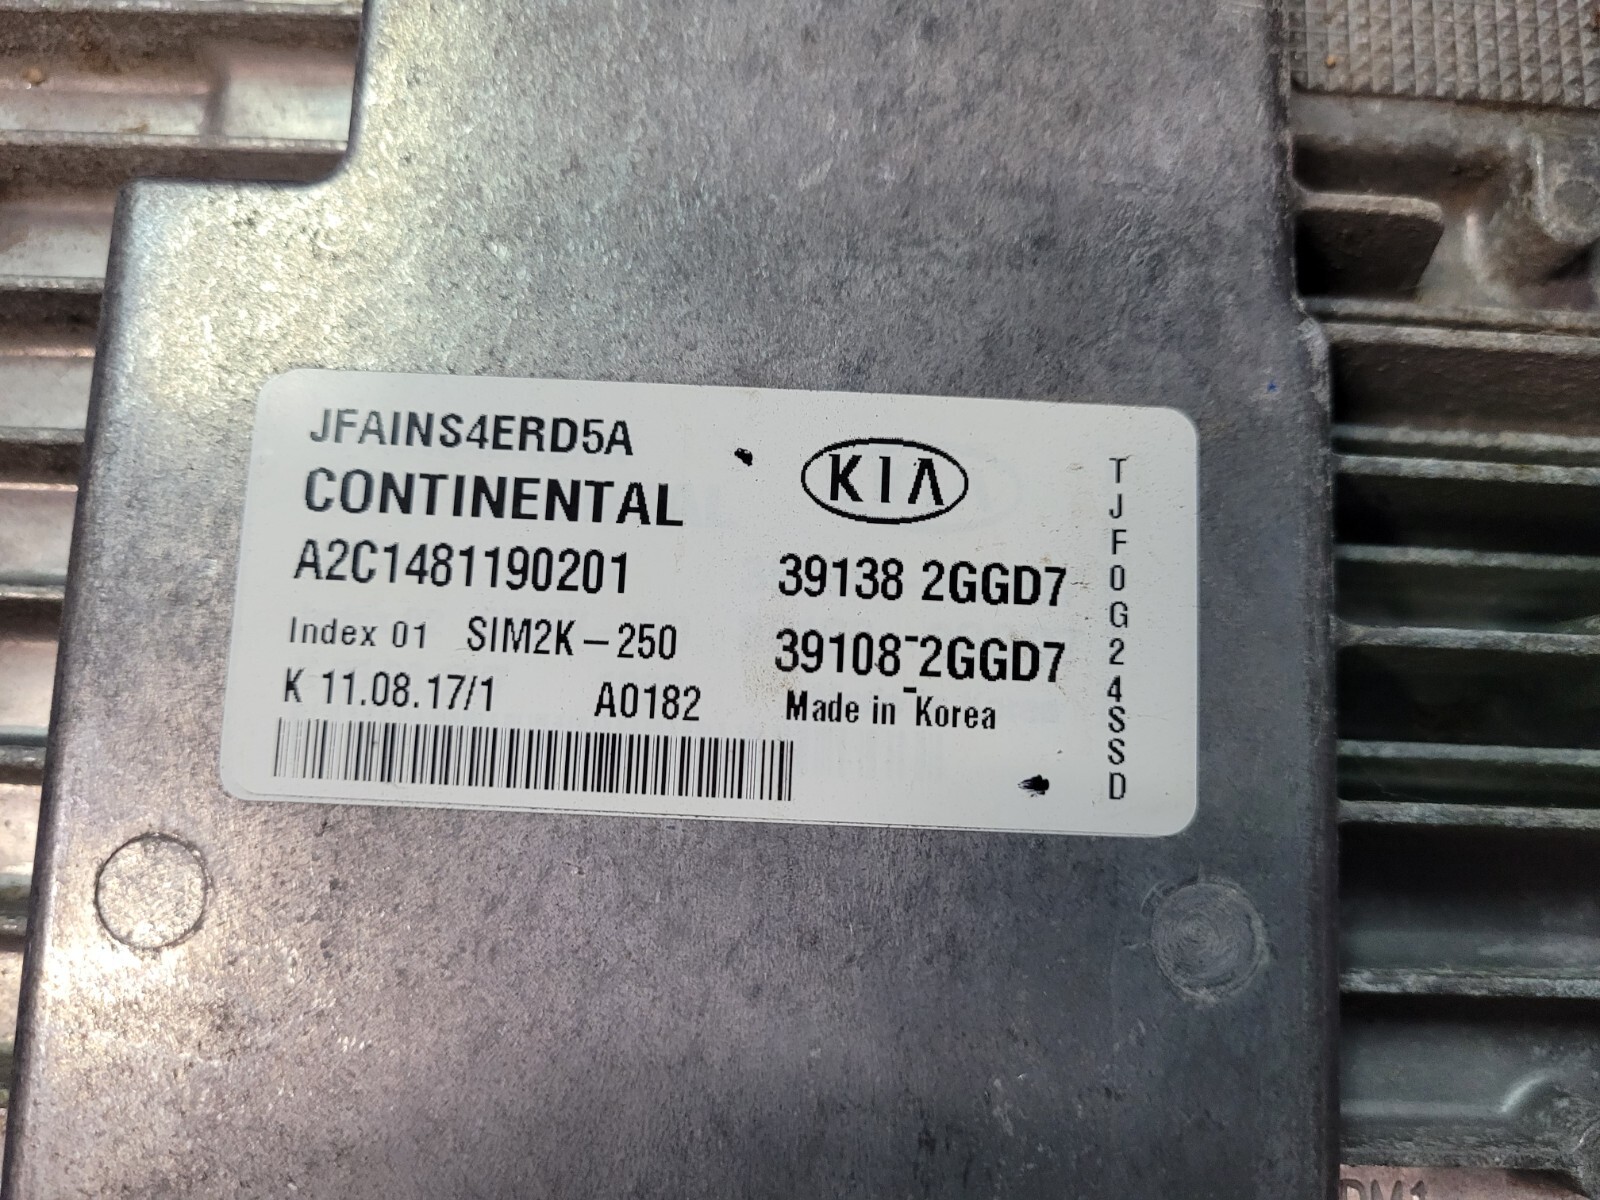 JFAINS4ERD5A
CONTINENTAL
A2C1481190201
Index 01 SIM2K-250
K 11.08.17/1 A0182
KIA
39138 2GGD7
39108-2GGD7
Made in Korea
TJF0G24SSD